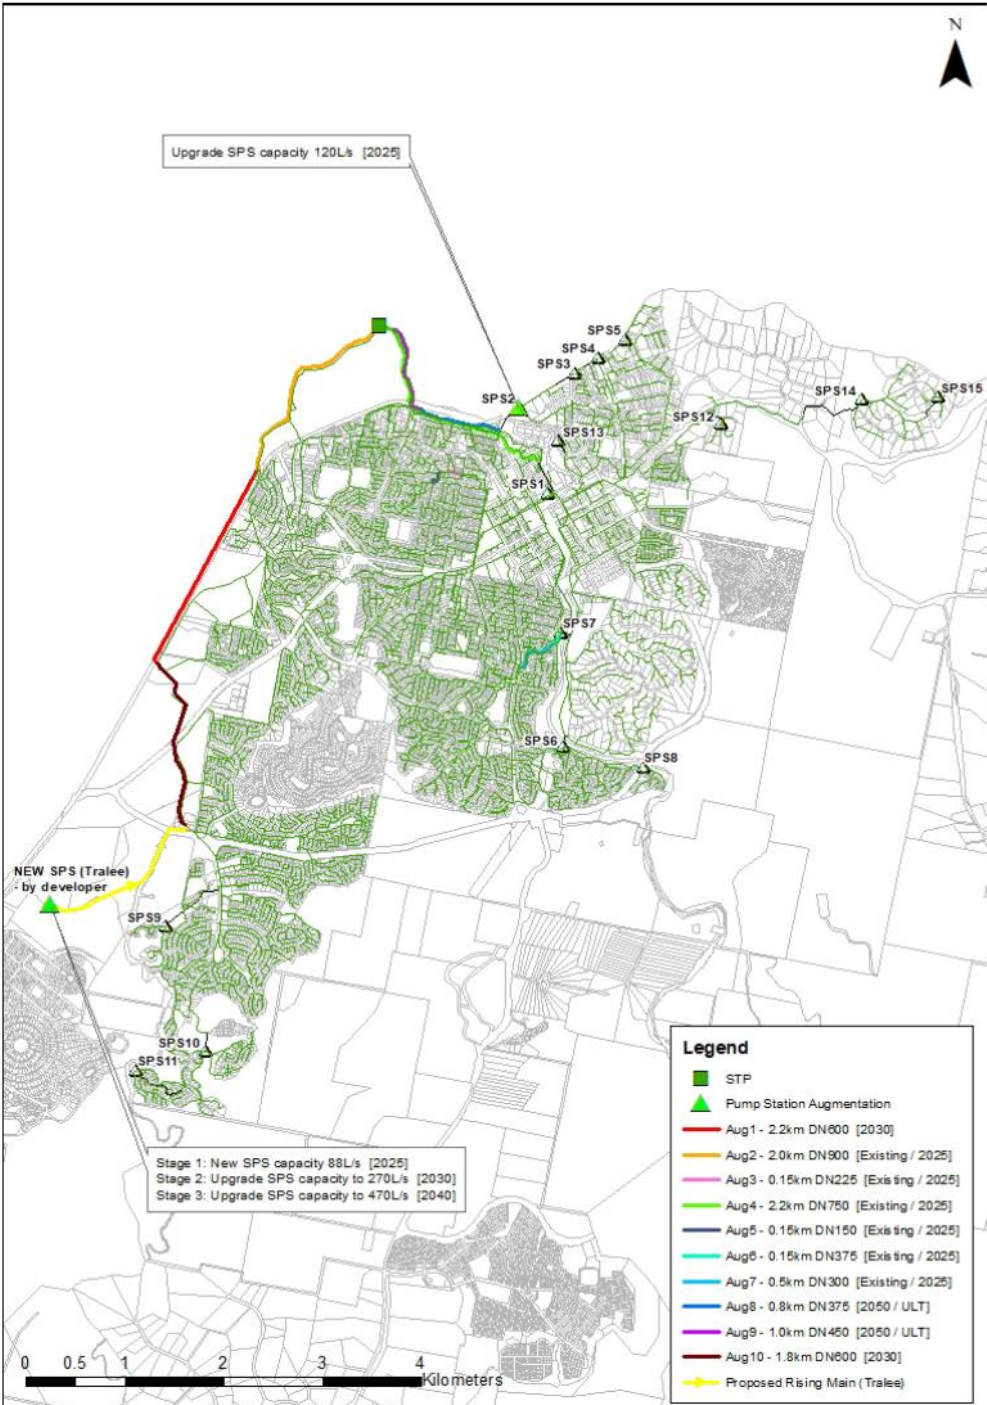 N
Upgrade SPS capacity 120L/s [2025]
SPS5
SPS4
SPS3
SPS2
SPS14
SPS15
SPS12
SPS13
SPS1
SPS7
SPS6
SPS8
NEW SPS (Tralee)
- by developer
SPS9
SPS10
SPS11
Stage 1: New SPS capacity 88L/s [2025]
Stage 2: Upgrade SPS capacity to 270L/s [2030]
Stage 3: Upgrade SPS capacity to 470L/s [2040]
Legend
STP
Pump Station Augmentation
Aug1 - 2.2km DN600 [2030]
Aug2 - 2.0km DN900 [Existing / 2025]
Aug3 - 0.15km DN225 [Existing / 2025]
Aug4 - 2.2km DN750 [Existing / 2025]
Aug5 - 0.15km DN150 [Existing / 2025]
Aug6 - 0.15km DN375 [Existing / 2025]
Aug7 - 0.5km DN300 [Existing / 2025]
Aug8 - 0.8km DN375 [2050 / ULT]
Aug9 - 1.0km DN450 [2050 / ULT]
Aug10 - 1.8km DN600 [2030]
Proposed Rising Main (Tralee)
0 0.5 1 2 3 4
Kilometers